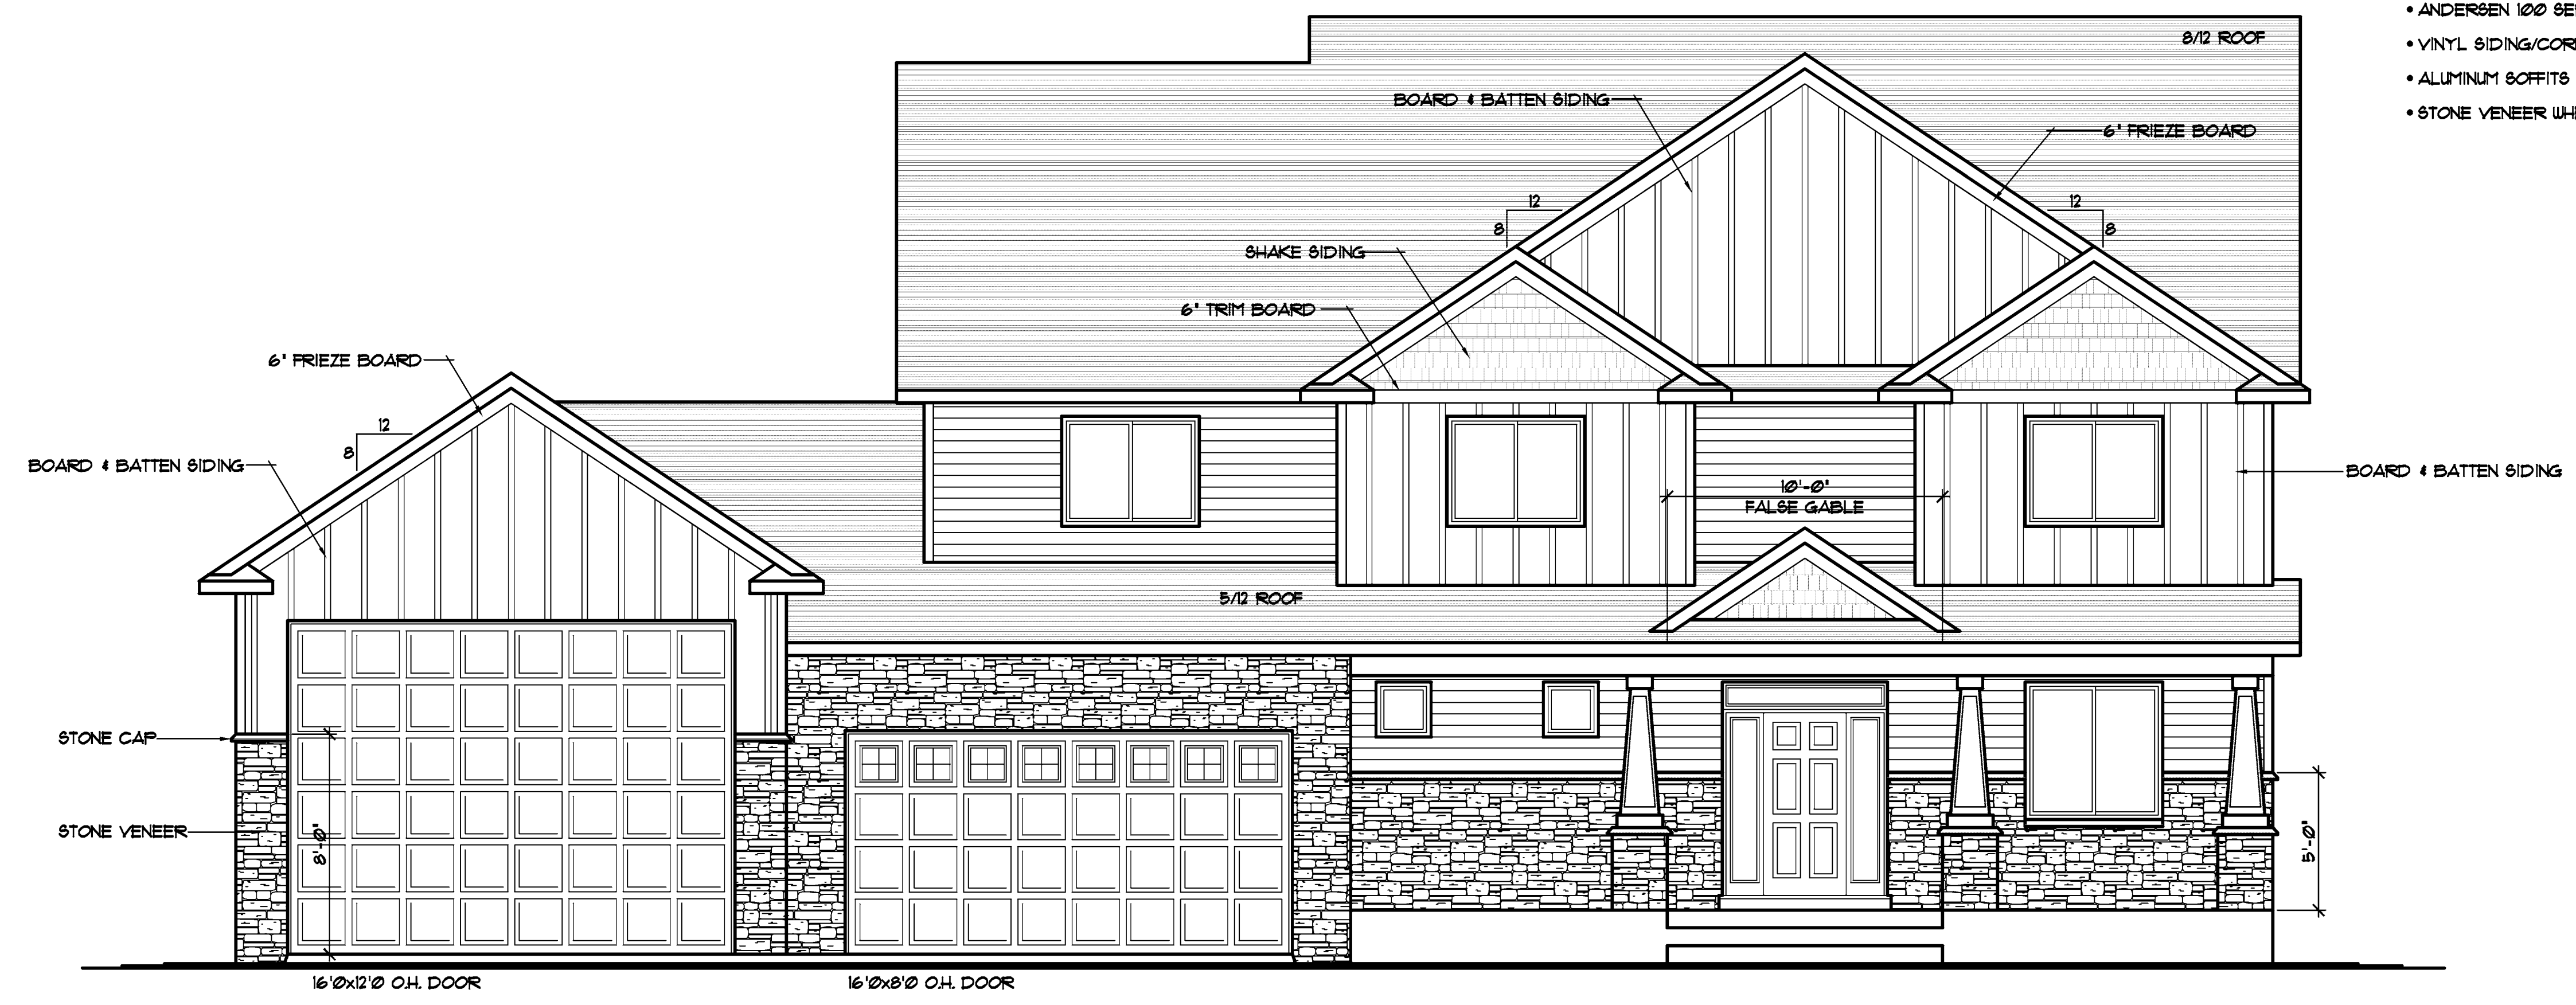 • ANDERSEN 100
• VINYL SIDING/
• ALUMINUM SOFFITS
• STONE VENEER
8/12 ROOF
BOARD & BATTEN SIDING
6" FRIEZE BOARD
12
8
12
8
SHAKE SIDING
6" TRIM BOARD
6" FRIEZE BOARD
12
8
BOARD & BATTEN SIDING
BOARD & BATTEN SIDING
10'-0"
FALSE GABLE
5/12 ROOF
STONE CAP
STONE VENEER
8'-0"
5'-0"
16'0x12'0 O.H. DOOR
16'0x8'0 O.H. DOOR